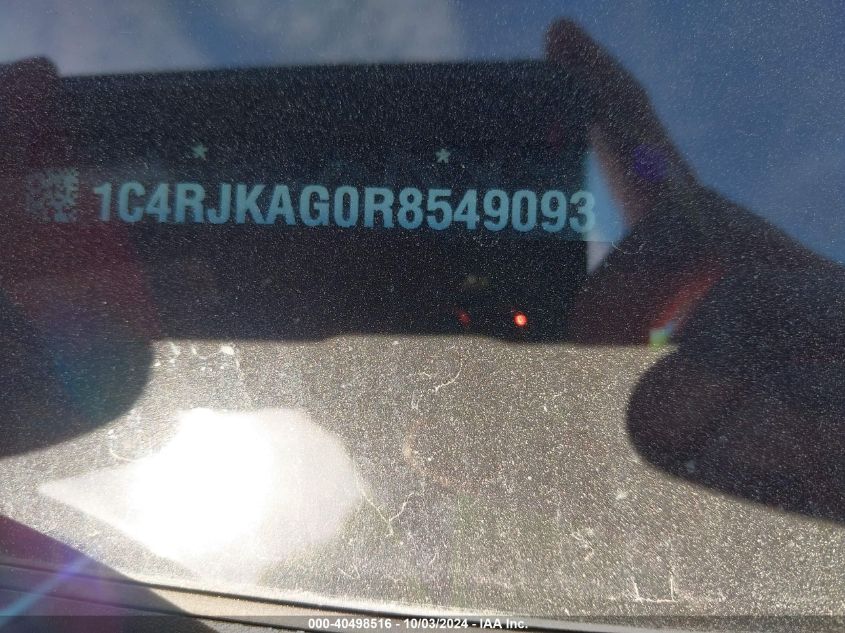 * *
1C4RJKAG0R8549093
000-40498516 - 10/03/2024 - IAA Inc.